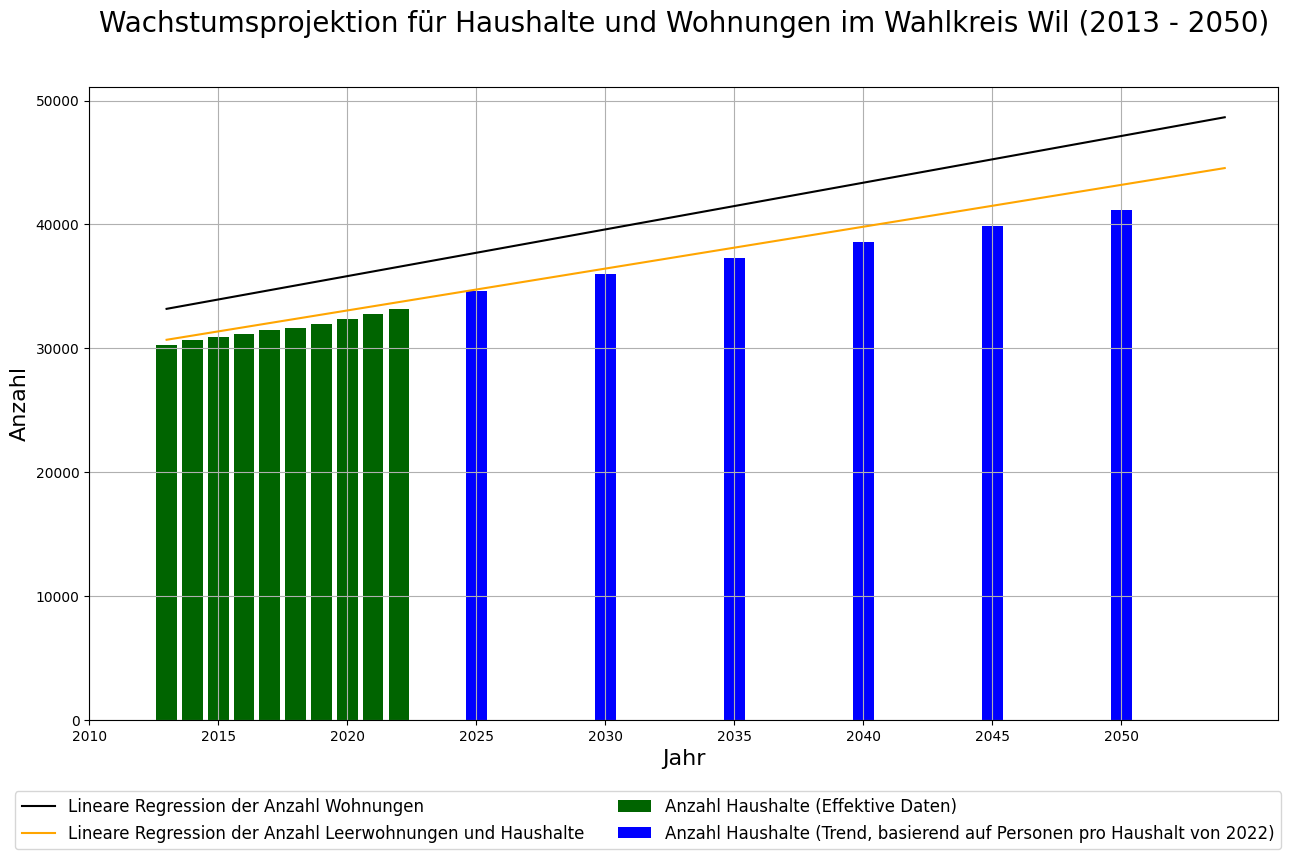 Wachstumsprojektion für Haushalte und Wohnungen im Wahlkreis Wil (2013 - 2050)
50000
40000
30000
20000
10000
0
Anzahl
2010 2015 2020 2025 2030 2035 2040 2045 2050
Jahr
Lineare Regression der Anzahl Wohnungen
Lineare Regression der Anzahl Leerwohnungen und Haushalte
Anzahl Haushalte (Effektive Daten)
Anzahl Haushalte (Trend, basierend auf Personen pro Haushalt von 2022)